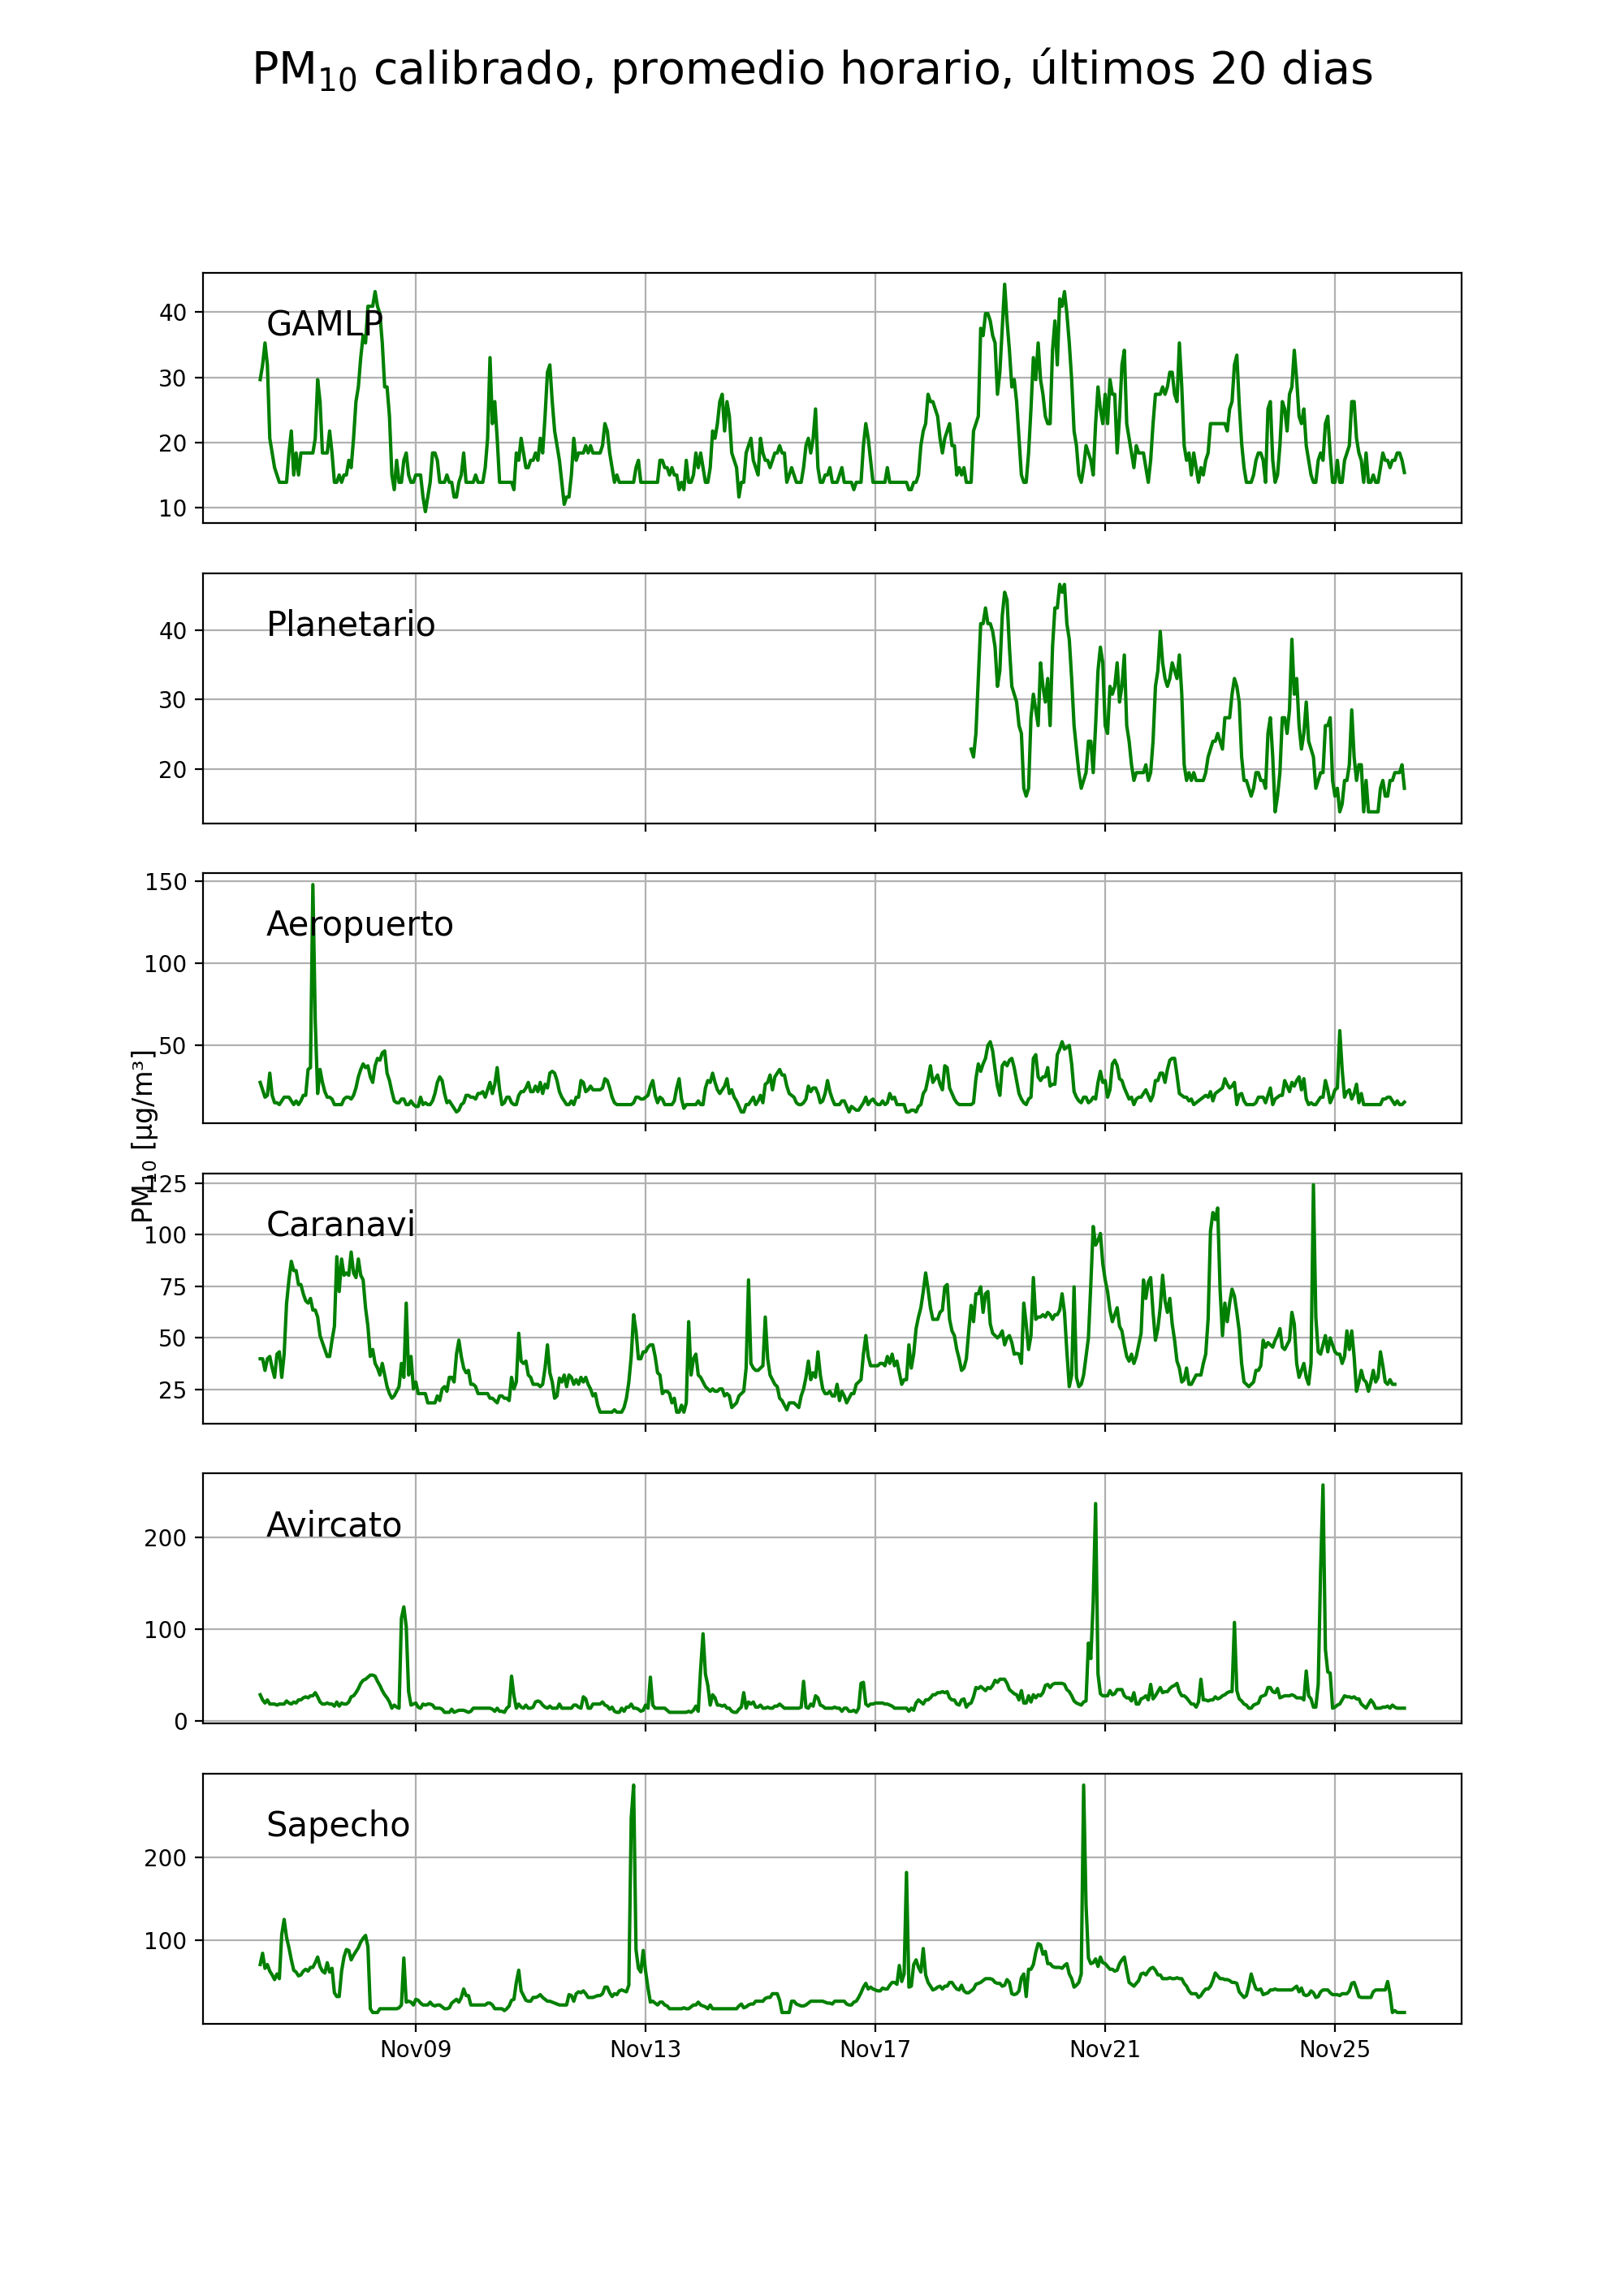 PM₁₀ calibrado, promedio horario, últimos 20 dias
GAMLP
40
30
20
10
Planetario
40
30
20
Aeropuerto
150
100
50
PM₁₀ [µg/m³]
Caranavi
125
100
75
50
25
Avircato
200
100
0
Sapecho
200
100
Nov09 Nov13 Nov17 Nov21 Nov25